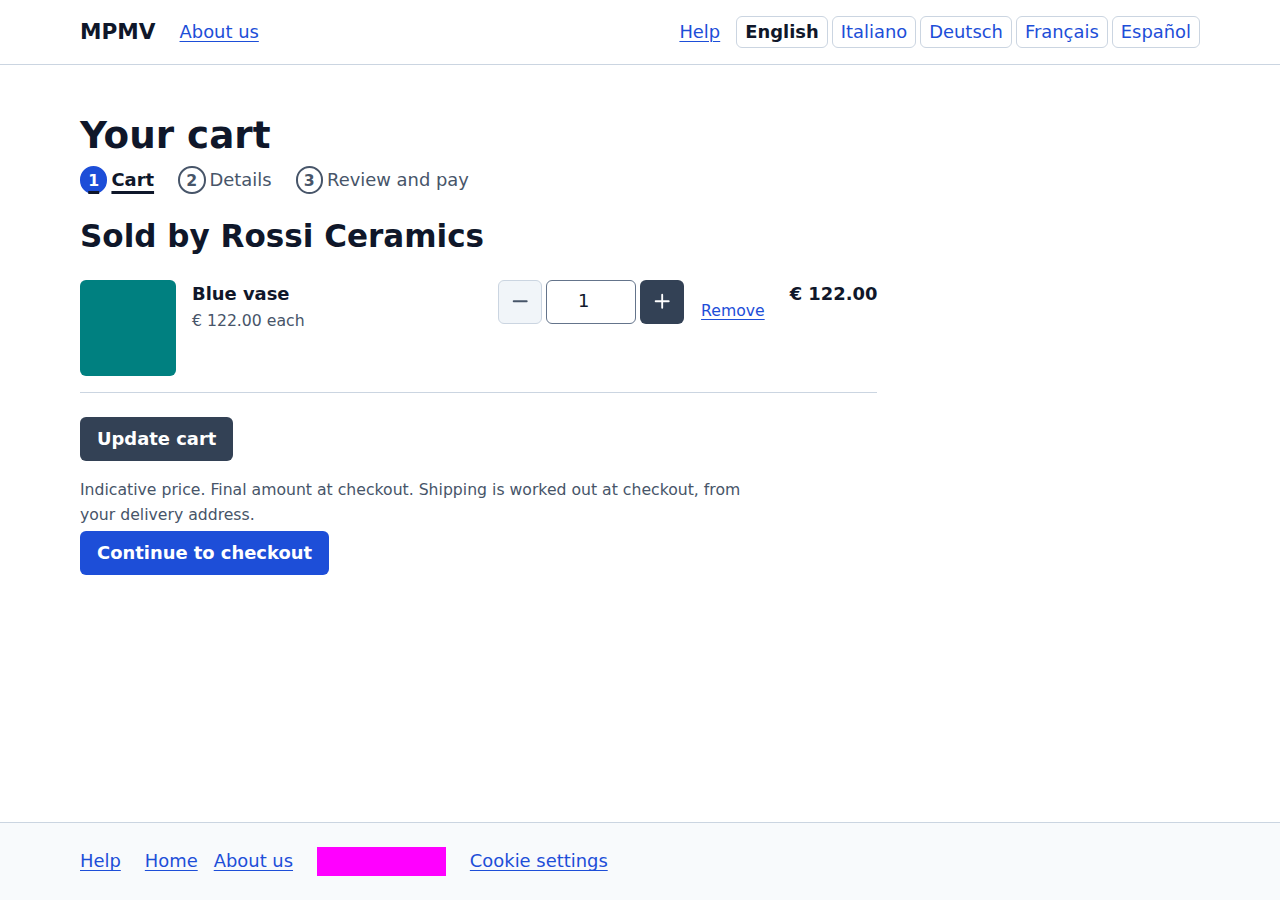 MPMV About us Help English Italiano Deutsch Français Español
Your cart
1 Cart 2 Details 3 Review and pay
Sold by Rossi Ceramics
Blue vase − 1 + Remove € 122.00
€ 122.00 each
Update cart
Indicative price. Final amount at checkout. Shipping is worked out at checkout, from
your delivery address.
Continue to checkout
Help Home About us Cookie settings